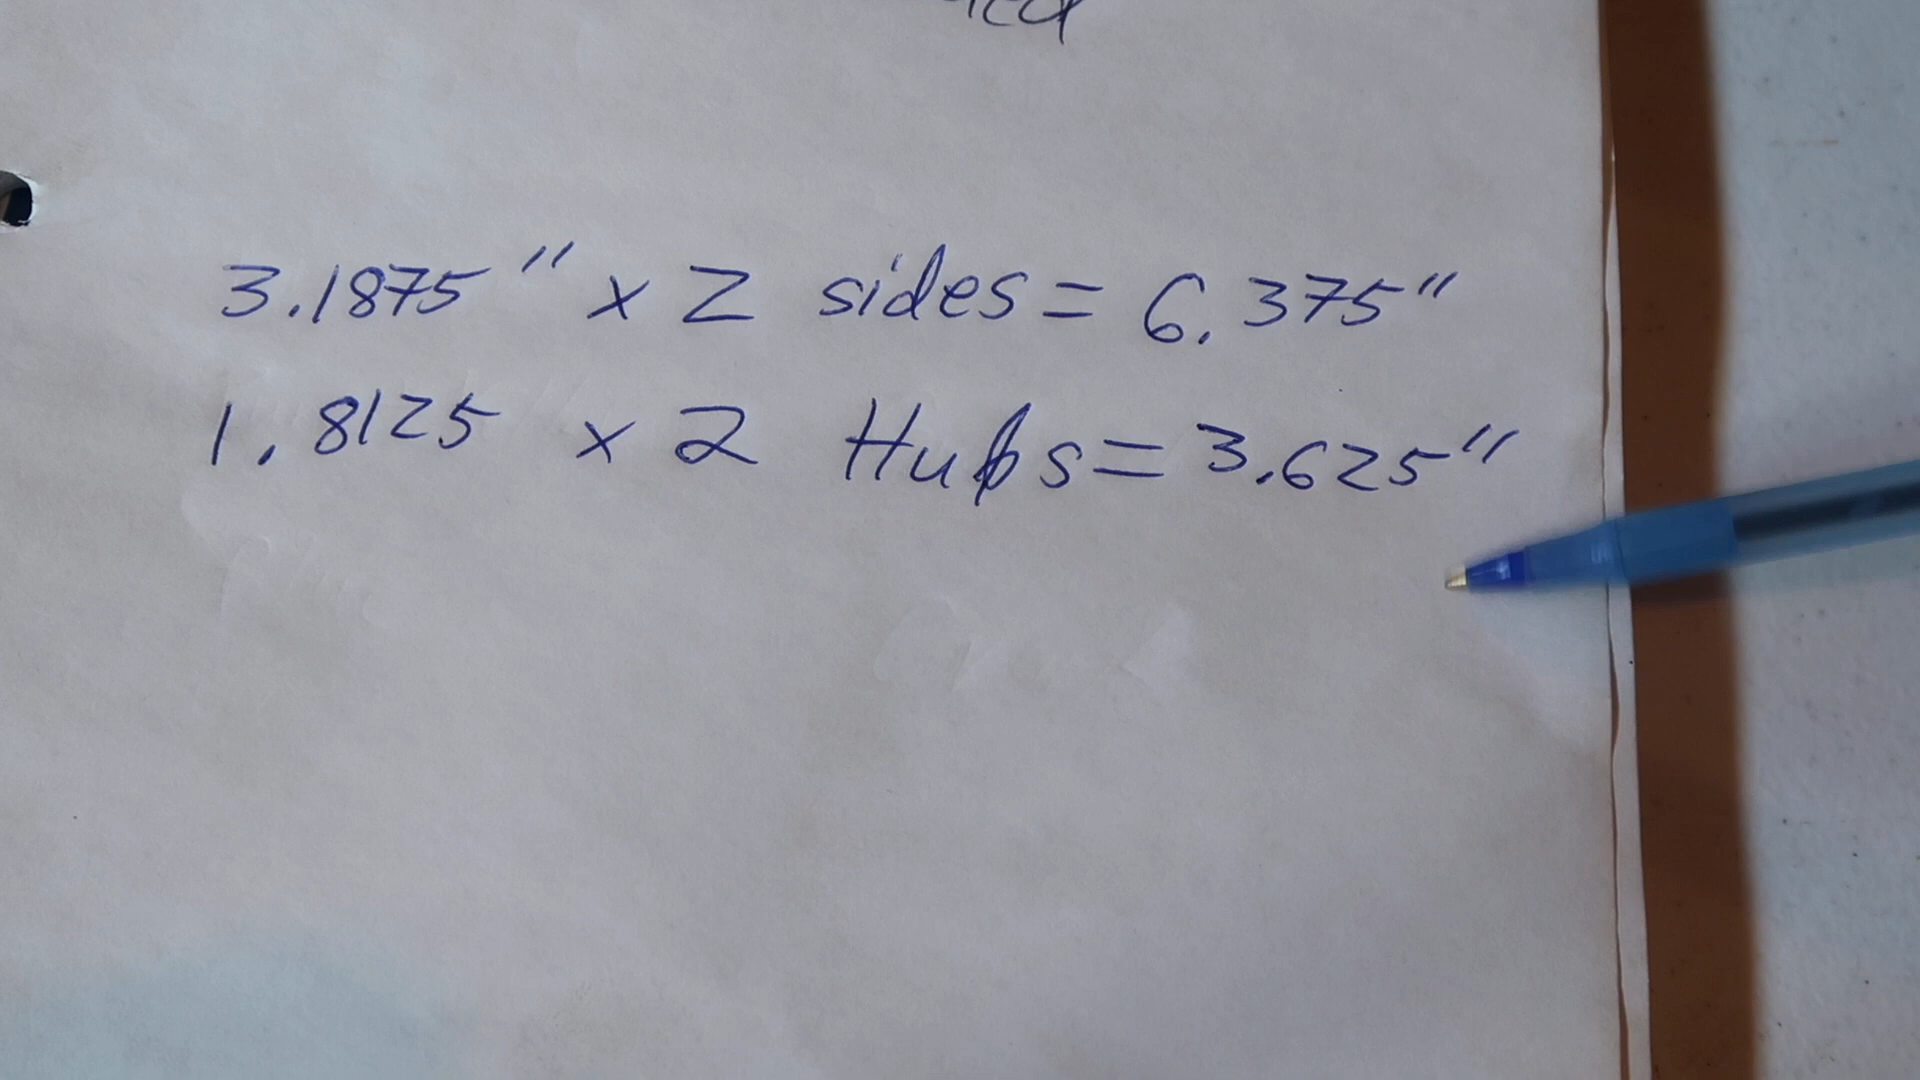 3.1875" x 2 sides = 6.375"
1.8125 x 2 Hubs = 3.625"